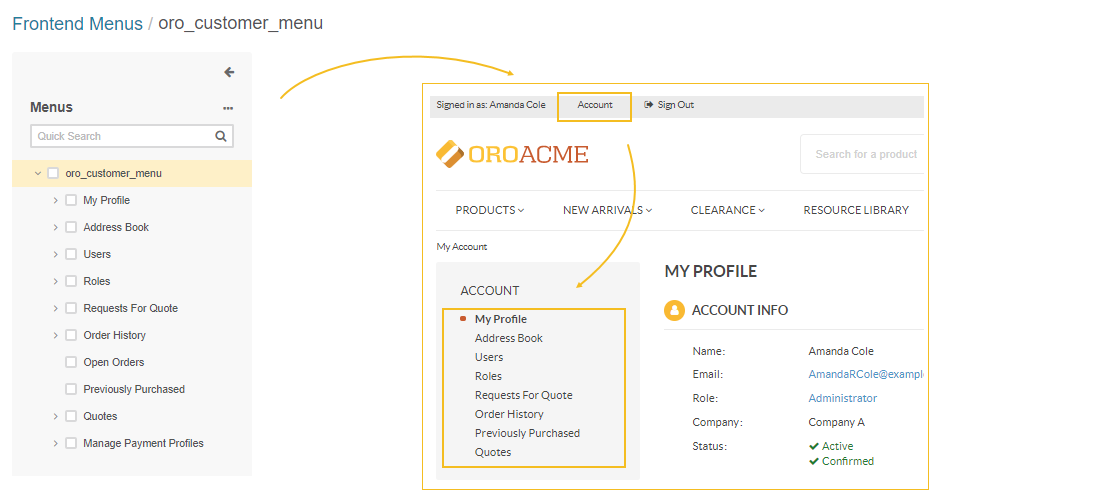 Frontend Menus / oro_customer_menu
Menus
Quick Search
oro_customer_menu
My Profile
Address Book
Users
Roles
Requests For Quote
Order History
Open Orders
Previously Purchased
Quotes
Manage Payment Profiles
Signed in as: Amanda Cole Account Sign Out
OROACME
Search for a product
PRODUCTS NEW ARRIVALS CLEARANCE RESOURCE LIBRARY
My Account
ACCOUNT
My Profile
Address Book
Users
Roles
Requests For Quote
Order History
Previously Purchased
Quotes
MY PROFILE
ACCOUNT INFO
Name: Amanda Cole
Email: AmandaRCole@example
Role: Administrator
Company: Company A
Status: Active
Confirmed